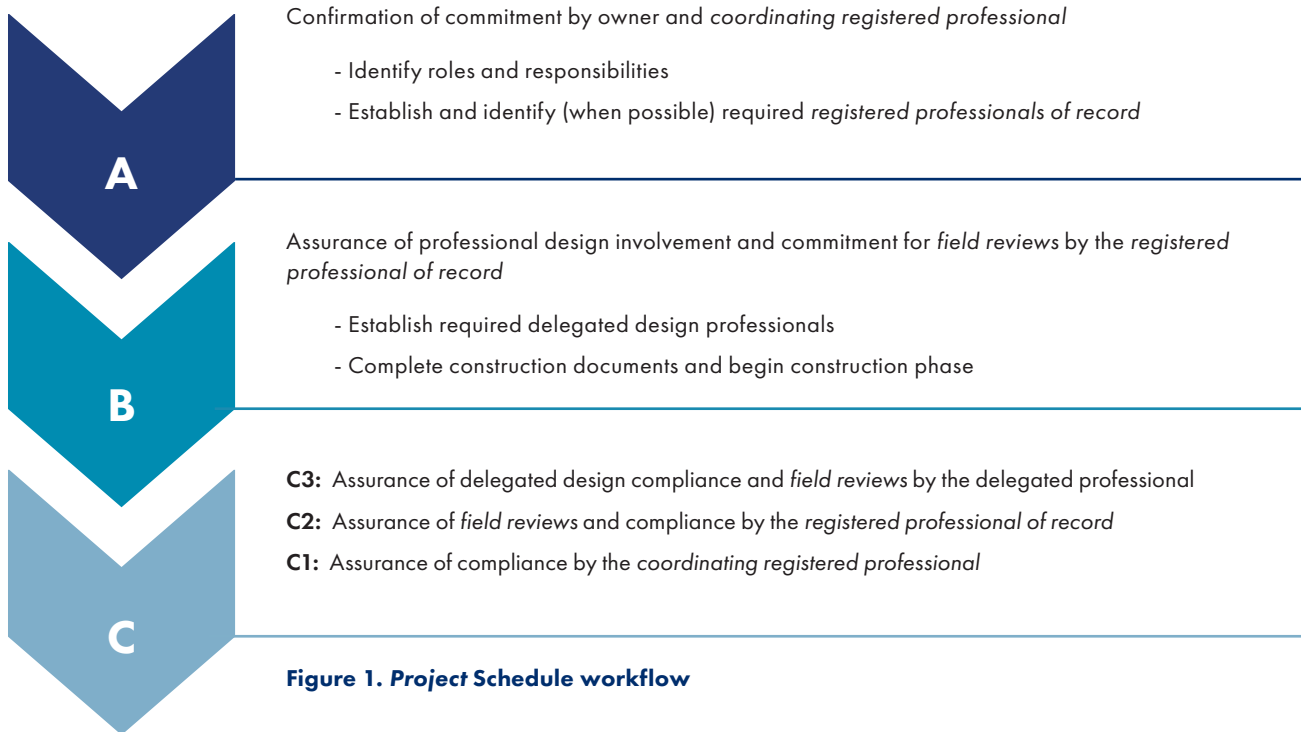 Confirmation of commitment by owner and coordinating registered professional
- Identify roles and responsibilities
- Establish and identify (when possible) required registered professionals of record
A
Assurance of professional design involvement and commitment for field reviews by the registered
professional of record
- Establish required delegated design professionals
- Complete construction documents and begin construction phase
B
C3: Assurance of delegated design compliance and field reviews by the delegated professional
C2: Assurance of field reviews and compliance by the registered professional of record
C1: Assurance of compliance by the coordinating registered professional
C
Figure 1. Project Schedule workflow